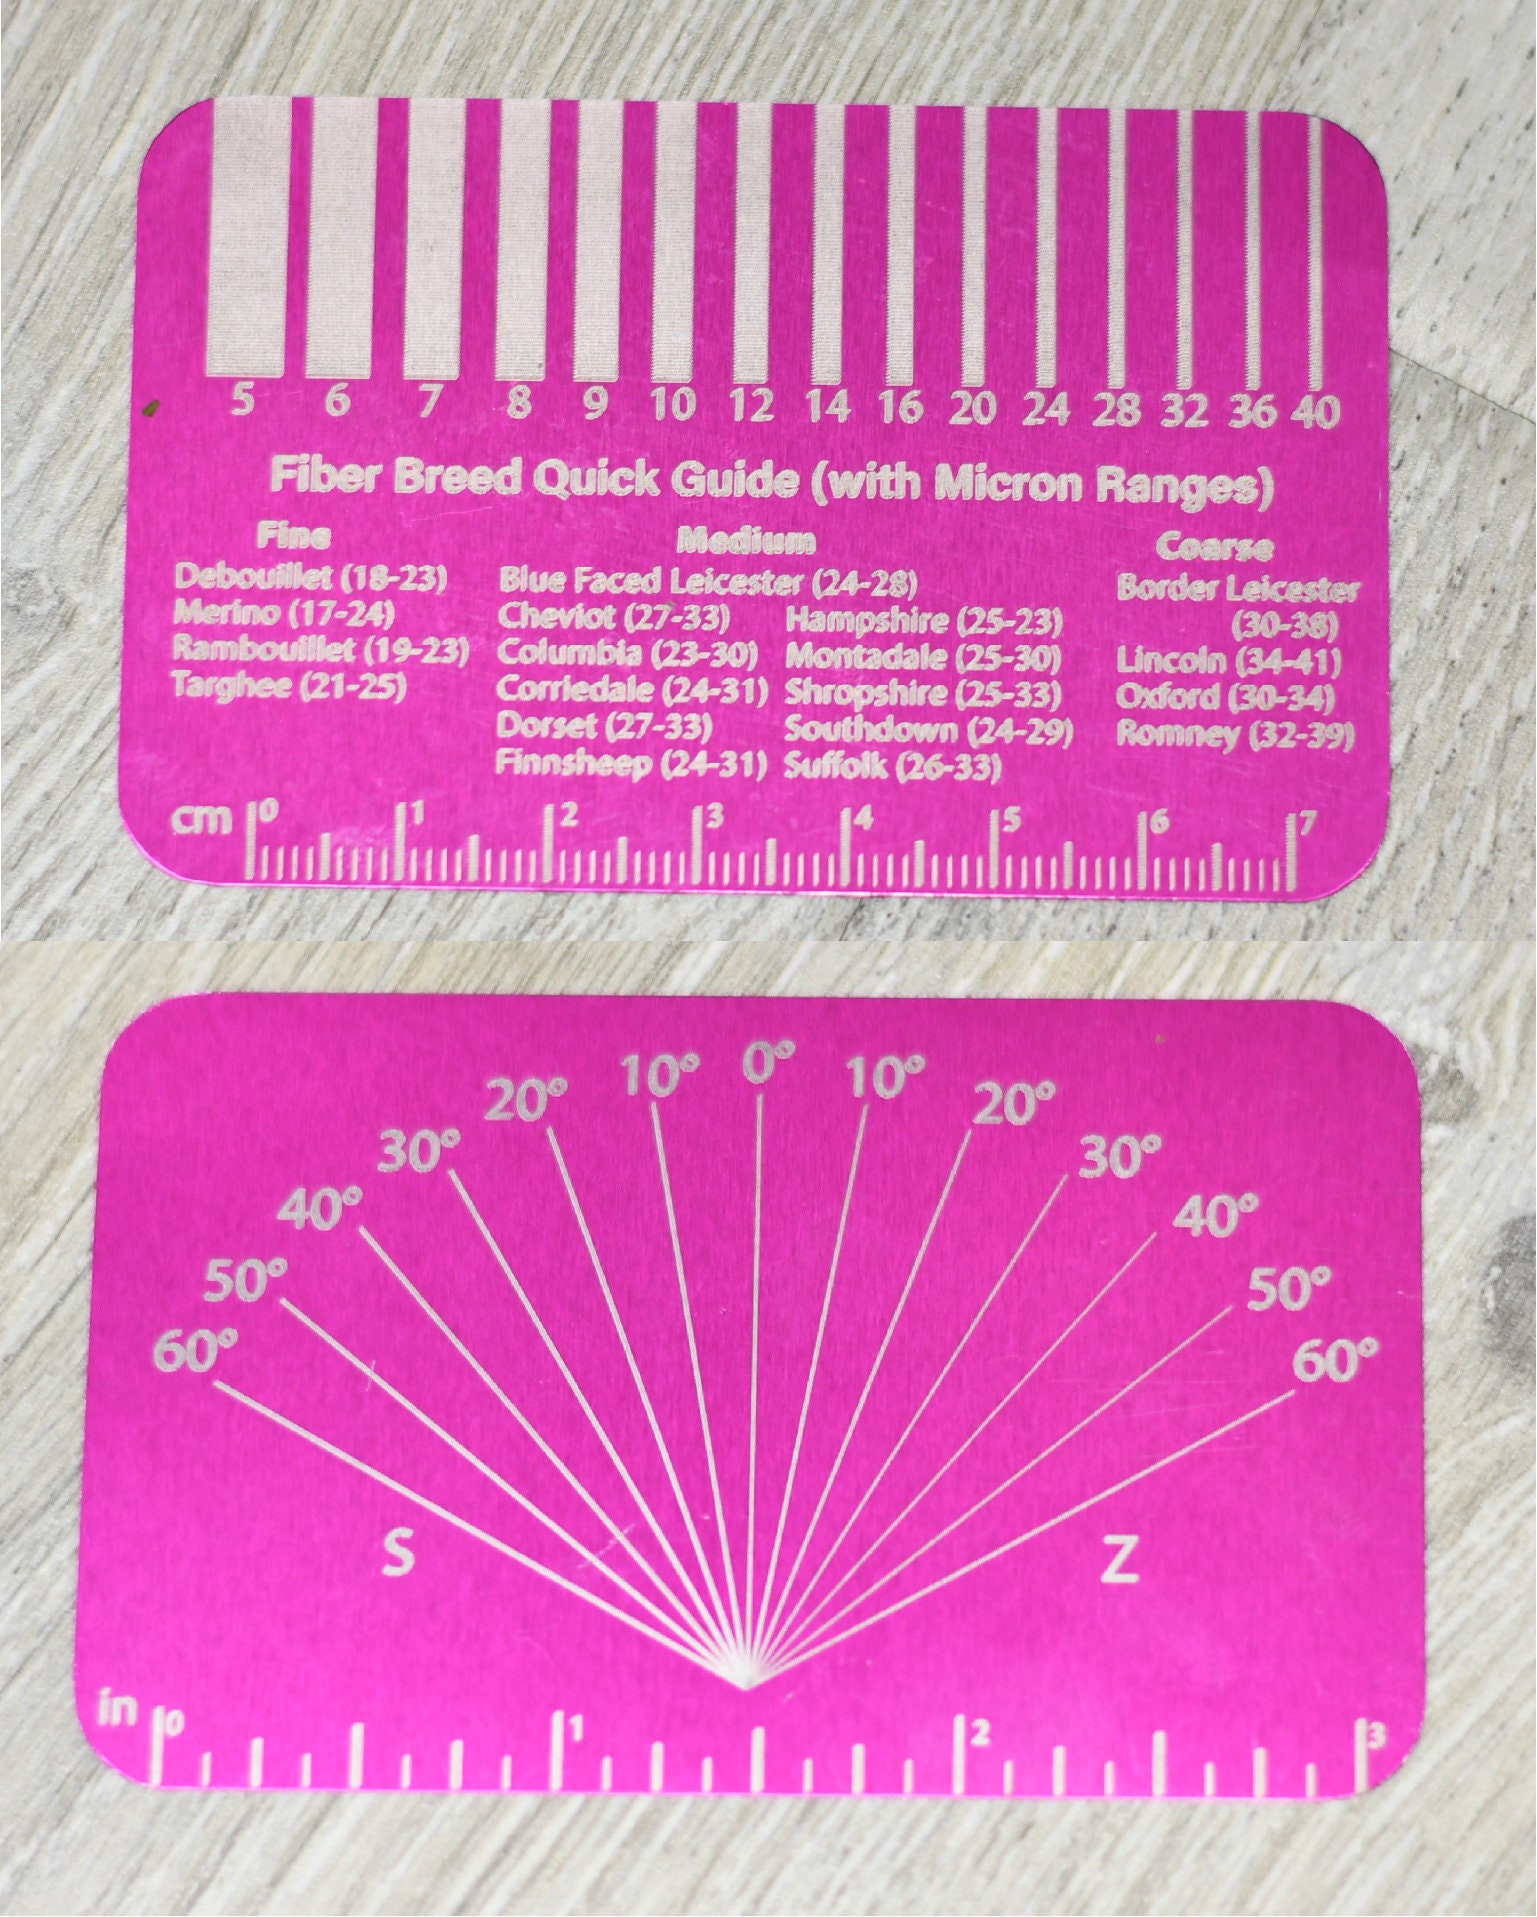 5 6 7 8 9 10 12 14 16 20 24 28 32 36 40
Fiber Breed Quick Guide (with Micron Ranges)
Fine
Debouillet (18-23)
Merino (17-24)
Rambouillet (19-23)
Targhee (21-25)
Medium
Blue Faced Leicester (24-28)
Cheviot (27-33)
Columbia (23-30)
Corriedale (24-31)
Dorset (27-33)
Finnsheep (24-31)
Hampshire (25-23)
Montadale (25-30)
Shropshire (25-33)
Southdown (24-29)
Suffolk (26-33)
Coarse
Border Leicester
(30-38)
Lincoln (34-41)
Oxford (30-34)
Romney (32-39)
cm 0 1 2 3 4 5 6 7
60° 50° 40° 30° 20° 10° 0° 10° 20° 30° 40° 50° 60°
S Z
in 0 1 2 3